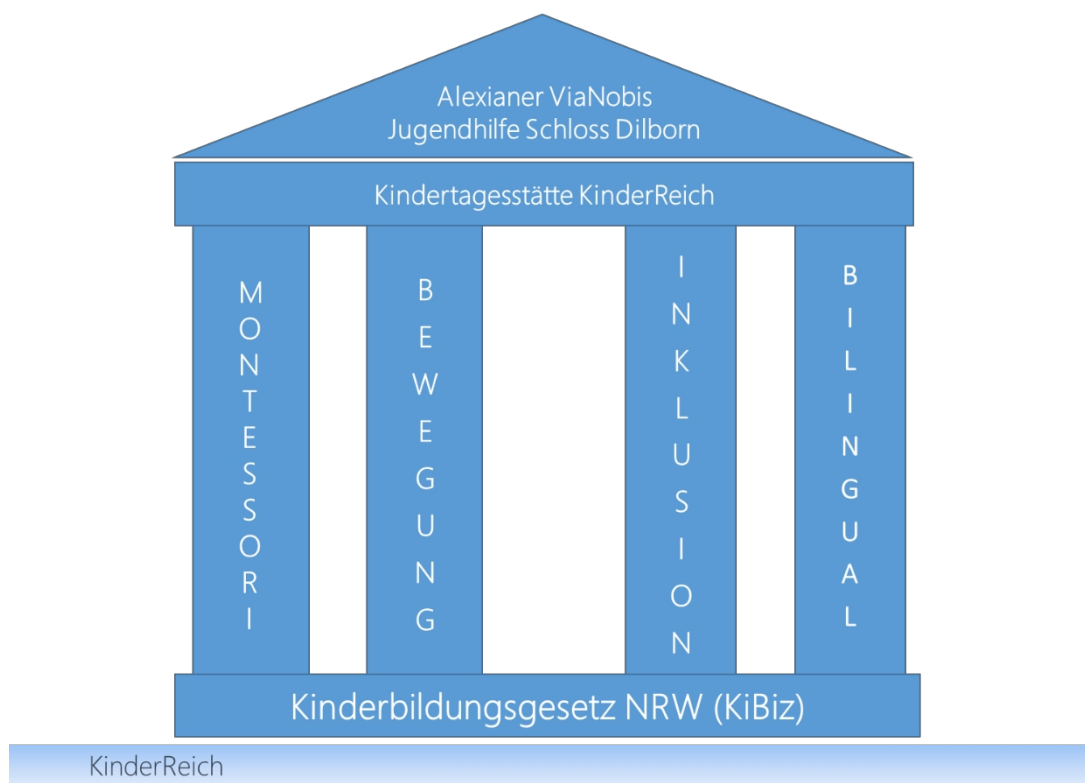 Alexianer ViaNobis
Jugendhilfe Schloss Dilborn
Kindertagesstätte KinderReich
MONTESSORI
BEWEGUNG
INKLUSION
BILINGUAL
Kinderbildungsgesetz NRW (KiBiz)
KinderReich